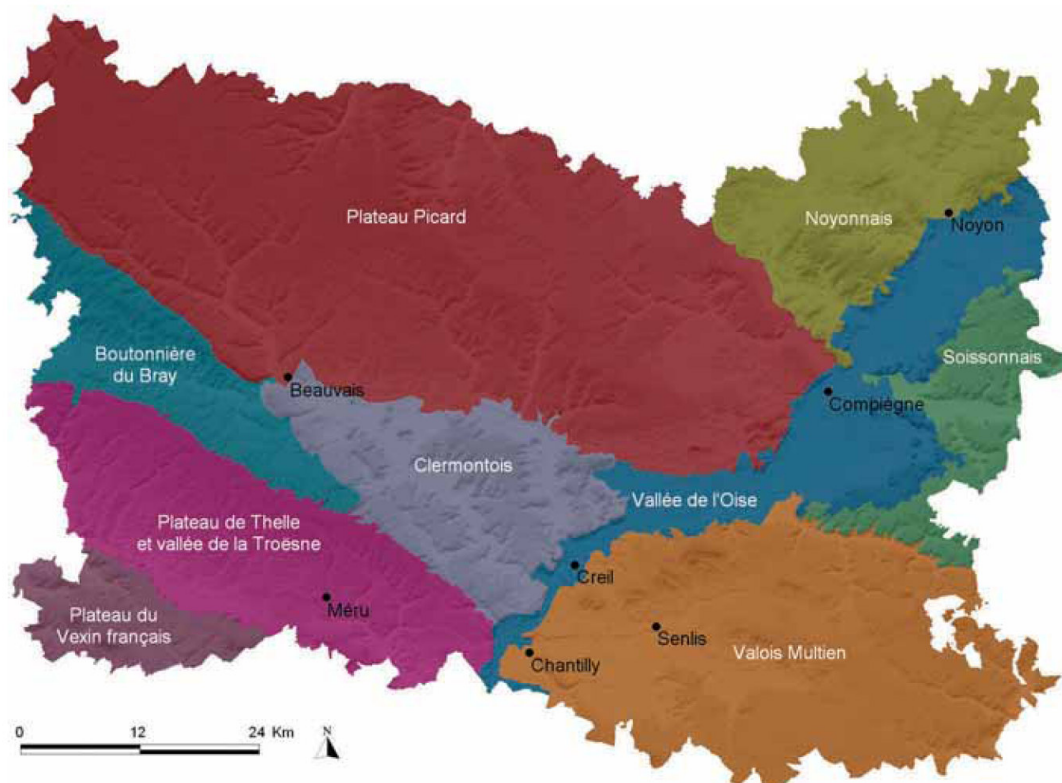 Plateau Picard
Noyonnais
Noyon
Boutonnière
du Bray
Beauvais
Soissonnais
Compiègne
Clermontois
Vallée de l'Oise
Plateau de Thelle
et vallée de la Troësne
Creil
Plateau du
Vexin français
Méru
Senlis
Chantilly
Valois Multien
0 12 24 Km
N